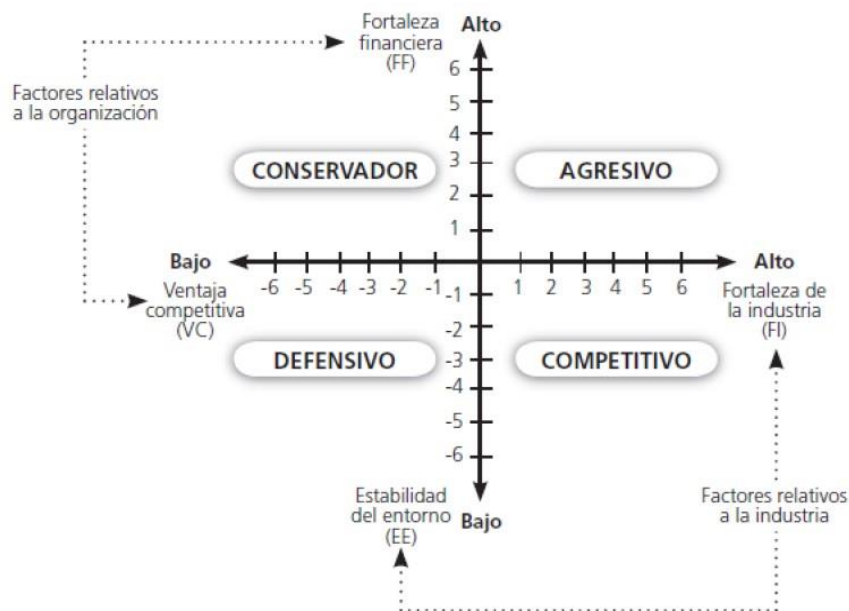 Fortaleza
financiera
(FF)
Alto
Factores relativos
a la organización
6
5
4
3
2
1
CONSERVADOR
AGRESIVO
Bajo
Alto
-6 -5 -4 -3 -2 -1
1 2 3 4 5 6
Ventaja
competitiva
(VC)
Fortaleza de
la industria
(FI)
-1
-2
-3
-4
-5
-6
DEFENSIVO
COMPETITIVO
Estabilidad
del entorno
(EE)
Bajo
Factores relativos
a la industria